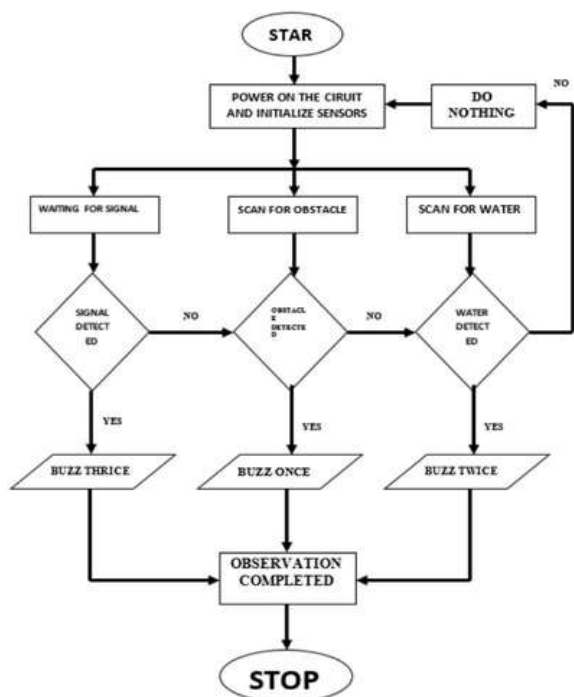 STAR
POWER ON THE CIRUIT
AND INITIALIZE SENSORS
DO
NOTHING
NO
WAITING FOR SIGNAL
SCAN FOR OBSTACLE
SCAN FOR WATER
SIGNAL
DETECT
ED
NO
OBSTACL
E
DETECTE
D
NO
WATER
DETECT
ED
YES
YES
YES
BUZZ THRICE
BUZZ ONCE
BUZZ TWICE
OBSERVATION
COMPLETED
STOP